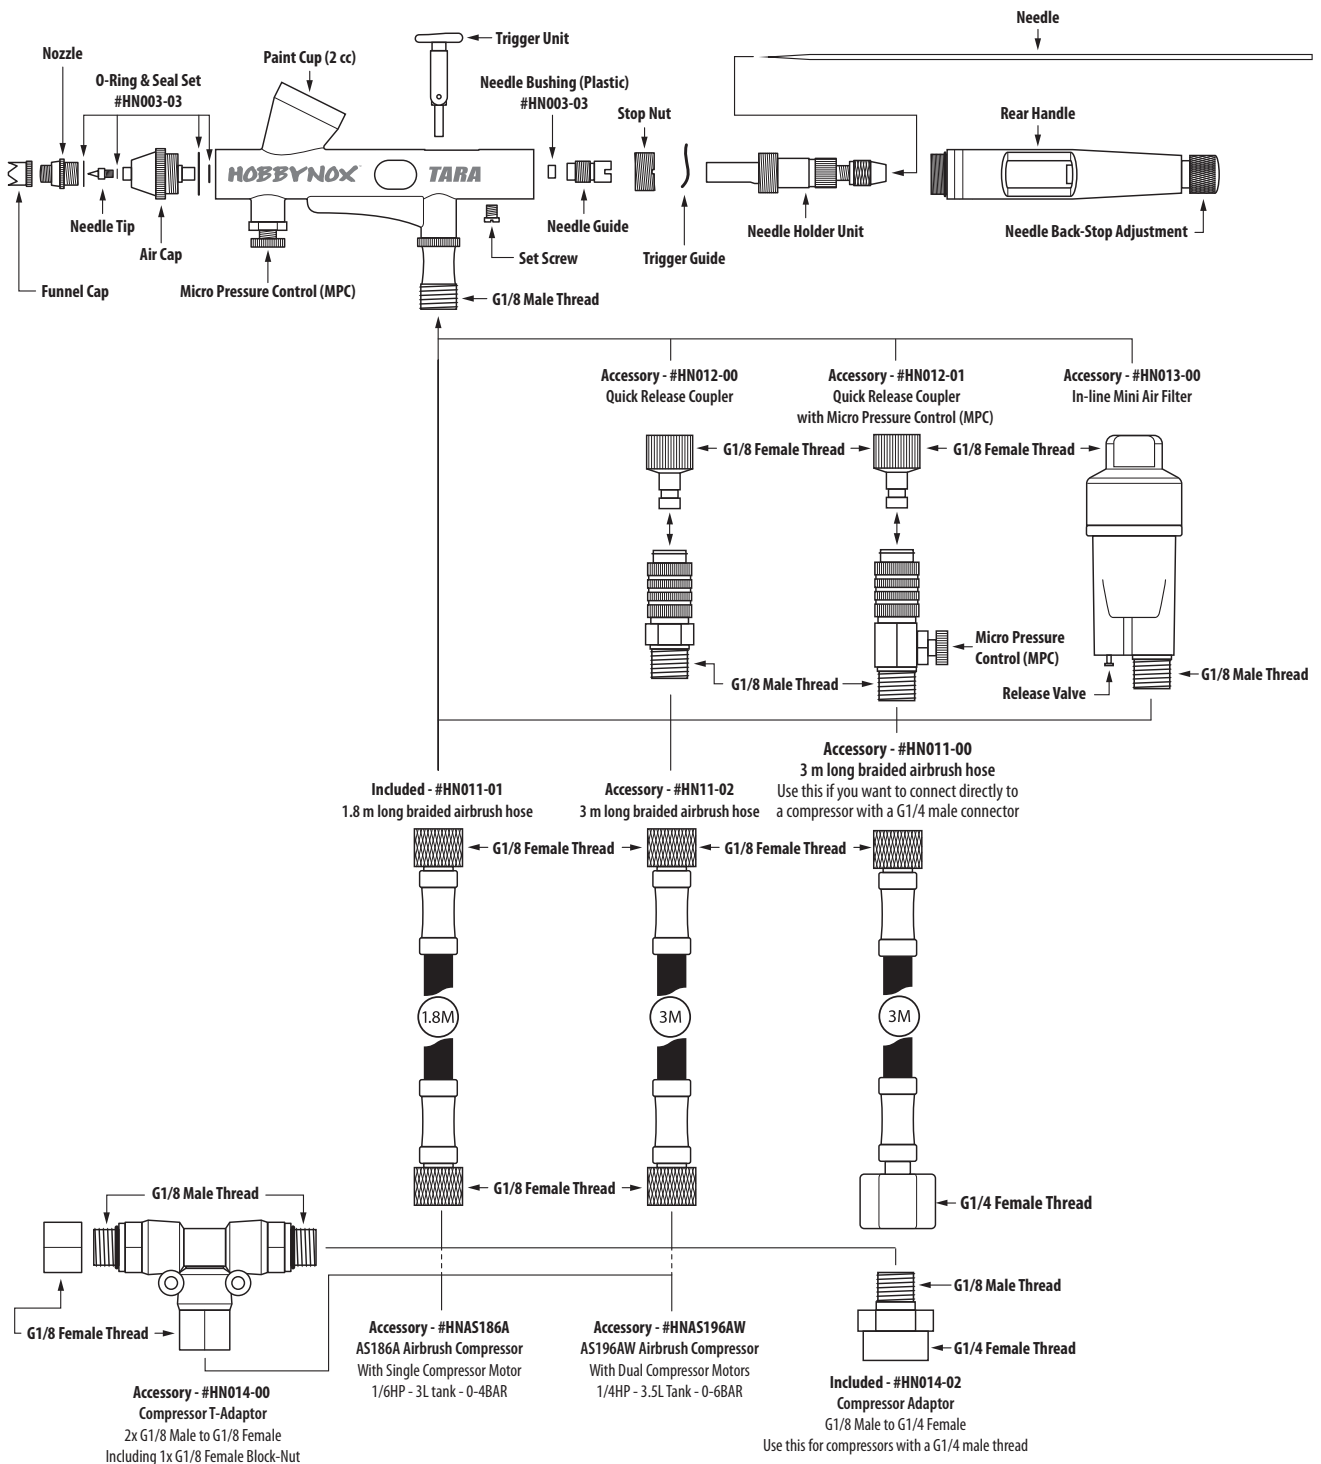 Needle
Trigger Unit
Nozzle
Paint Cup (2 cc)
O-Ring & Seal Set
#HN003-03
Needle Bushing (Plastic)
#HN003-03
Stop Nut
Rear Handle
HOBBYNOX TARA
Needle Tip
Air Cap
Needle Guide
Needle Holder Unit
Needle Back-Stop Adjustment
Set Screw
Trigger Guide
Funnel Cap
Micro Pressure Control (MPC)
G1/8 Male Thread
Accessory - #HN012-00
Quick Release Coupler
Accessory - #HN012-01
Quick Release Coupler
with Micro Pressure Control (MPC)
Accessory - #HN013-00
In-line Mini Air Filter
G1/8 Female Thread
G1/8 Female Thread
Micro Pressure
Control (MPC)
G1/8 Male Thread
Release Valve
G1/8 Male Thread
Included - #HN011-01
1.8 m long braided airbrush hose
Accessory - #HN11-02
3 m long braided airbrush hose
Accessory - #HN011-00
3 m long braided airbrush hose
Use this if you want to connect directly to
a compressor with a G1/4 male connector
G1/8 Female Thread
G1/8 Female Thread
1.8M
3M
3M
G1/8 Female Thread
G1/4 Female Thread
G1/8 Male Thread
G1/8 Female Thread
Accessory - #HN014-00
Compressor T-Adaptor
2x G1/8 Male to G1/8 Female
Including 1x G1/8 Female Block-Nut
Accessory - #HNAS186A
AS186A Airbrush Compressor
With Single Compressor Motor
1/6HP - 3L tank - 0-4BAR
Accessory - #HNAS196AW
AS196AW Airbrush Compressor
With Dual Compressor Motors
1/4HP - 3.5L Tank - 0-6BAR
G1/8 Male Thread
G1/4 Female Thread
Included - #HN014-02
Compressor Adaptor
G1/8 Male to G1/4 Female
Use this for compressors with a G1/4 male thread